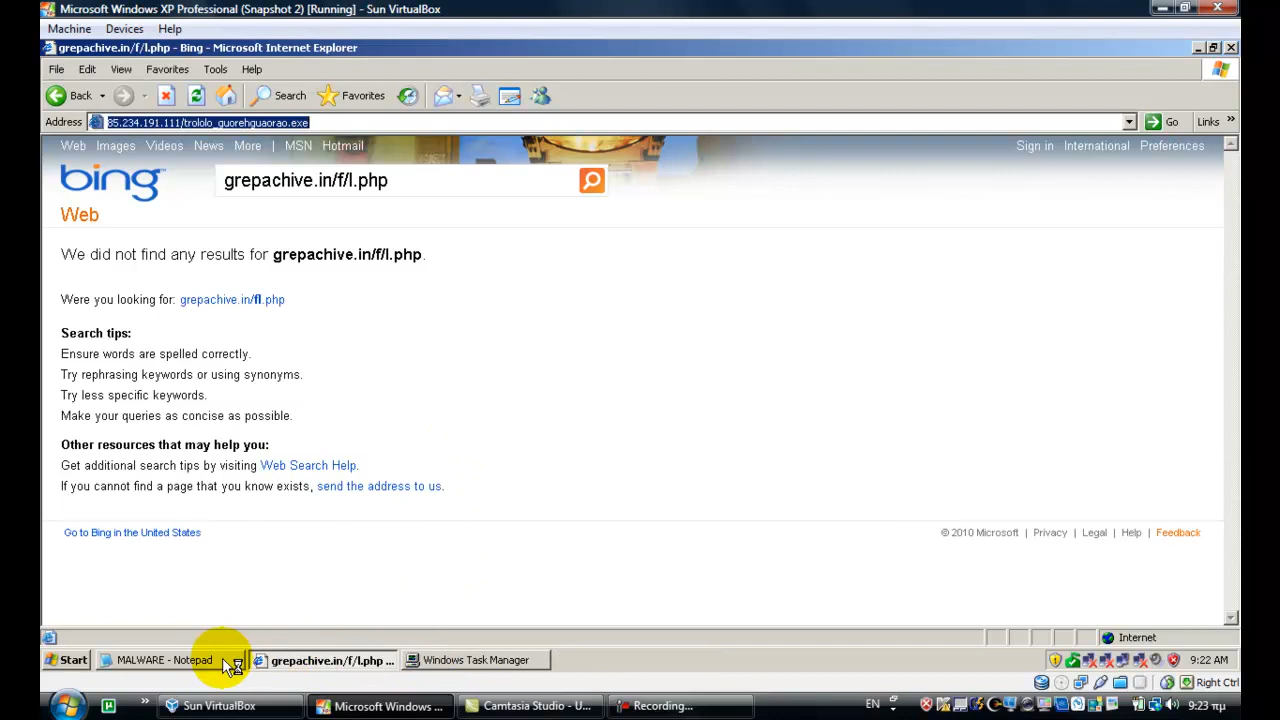 Microsoft Windows XP Professional (Snapshot 2) [Running] - Sun VirtualBox
Machine Devices Help
grepachive.in/f/l.php - Bing - Microsoft Internet Explorer
File Edit View Favorites Tools Help
Back Search Favorites
Address 85.234.191.111/trololo_guorehguaorao.exe Go Links »
Web Images Videos News More | MSN Hotmail Sign in | International | Preferences
bing grepachive.in/f/l.php
Web
We did not find any results for grepachive.in/f/l.php.
Were you looking for: grepachive.in/fl.php
Search tips:
Ensure words are spelled correctly.
Try rephrasing keywords or using synonyms.
Try less specific keywords.
Make your queries as concise as possible.
Other resources that may help you:
Get additional search tips by visiting Web Search Help.
If you cannot find a page that you know exists, send the address to us.
Go to Bing in the United States © 2010 Microsoft | Privacy | Legal | Help | Feedback
Internet
Start MALWARE - Notepad grepachive.in/f/l.php ... Windows Task Manager 9:22 AM
Right Ctrl
» Sun VirtualBox Microsoft Windows ... Camtasia Studio - U... Recording... EN 9:23 πμ